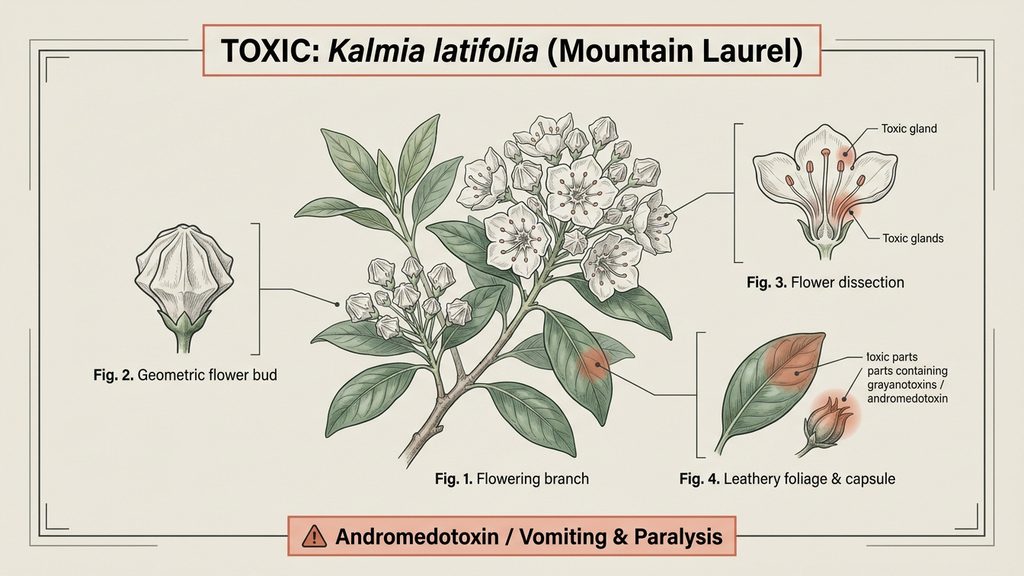 TOXIC: Kalmia latifolia (Mountain Laurel)
Toxic gland
Toxic glands
Fig. 3. Flower dissection
Fig. 2. Geometric flower bud
toxic parts
parts containing
grayanotoxins /
andromedotoxin
Fig. 1. Flowering branch
Fig. 4. Leathery foliage & capsule
Andromedotoxin / Vomiting & Paralysis